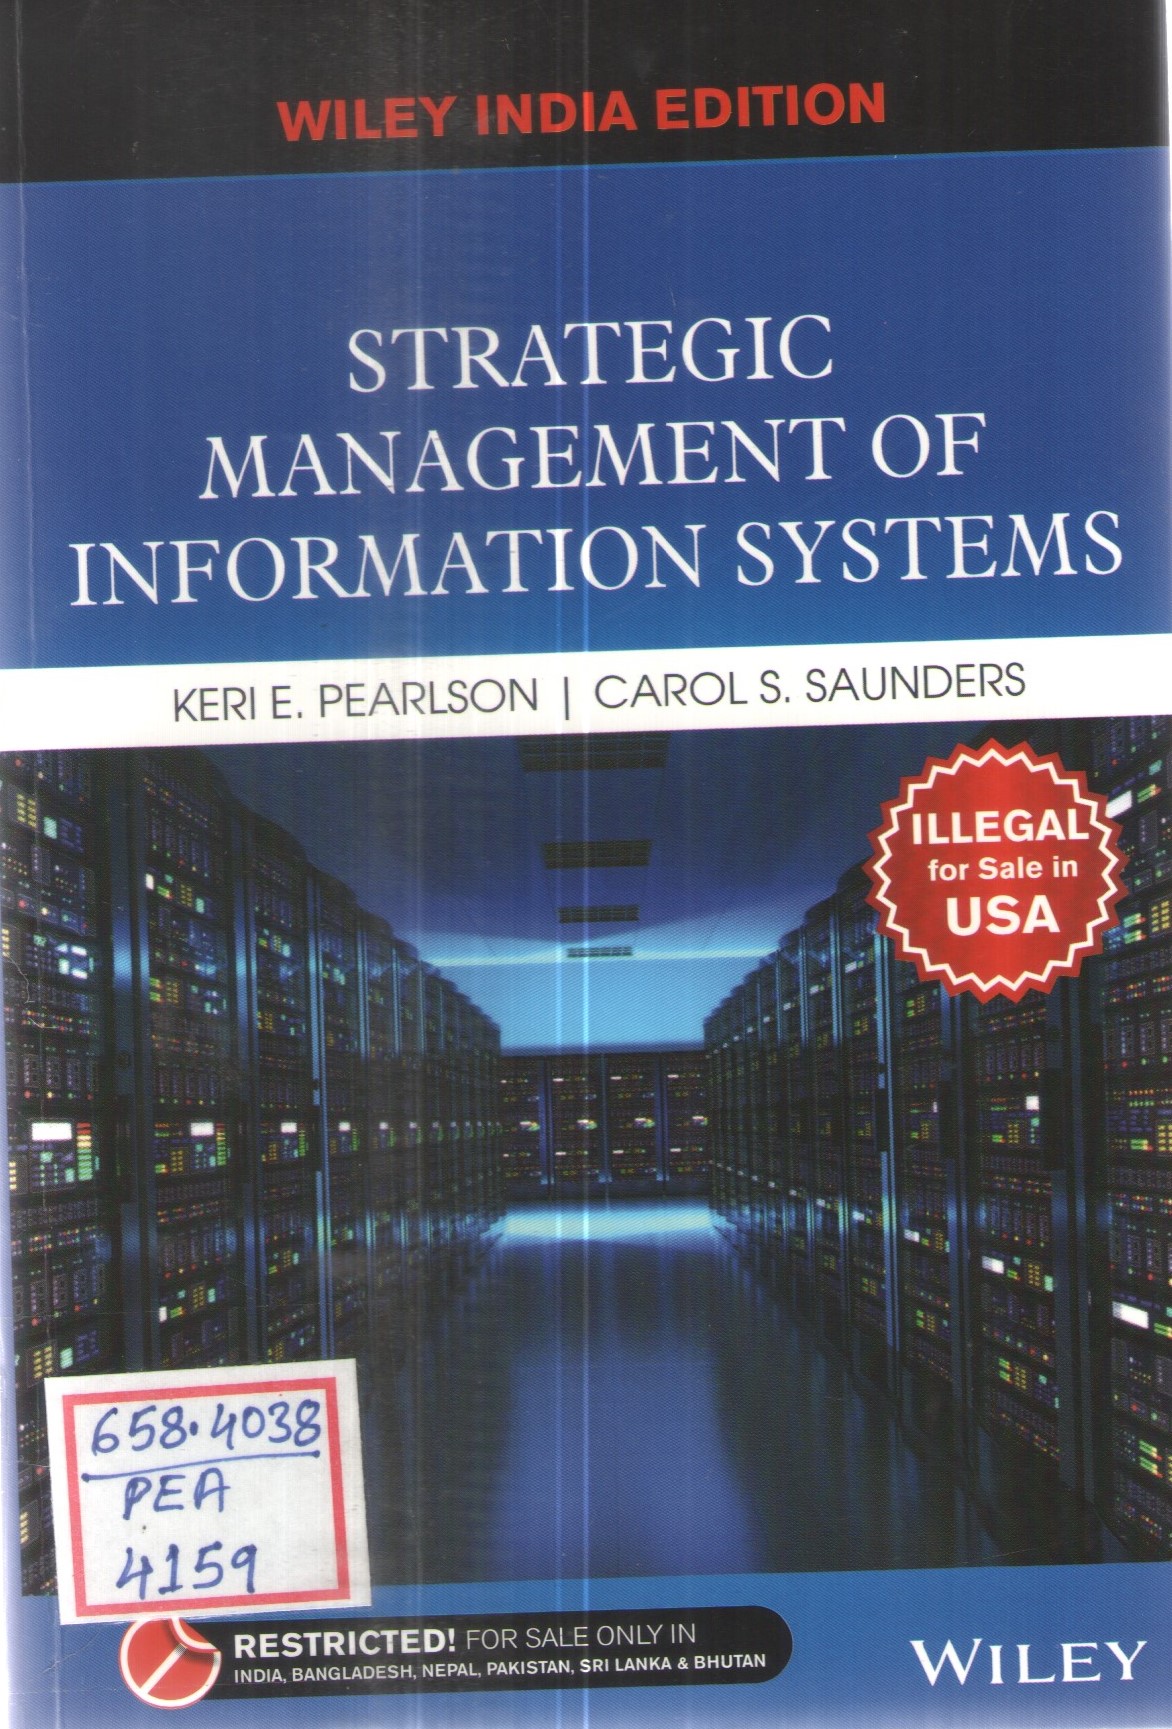 WILEY INDIA EDITION
STRATEGIC
MANAGEMENT OF
INFORMATION SYSTEMS
KERI E. PEARLSON | CAROL S. SAUNDERS
ILLEGAL
for Sale in
USA
658.4038
PEA
4159
RESTRICTED! FOR SALE ONLY IN
INDIA, BANGLADESH, NEPAL, PAKISTAN, SRI LANKA & BHUTAN
WILEY